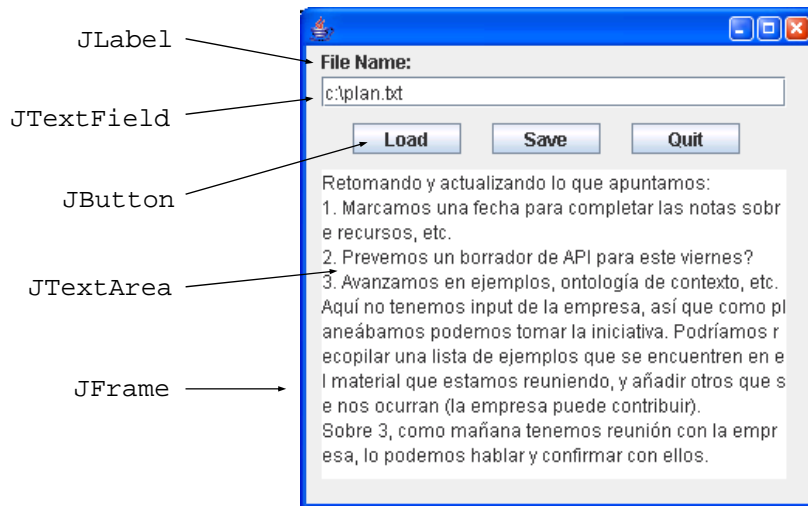 JLabel
File Name:
JTextField
c:\plan.txt
Load Save Quit
JButton
Retomando y actualizando lo que apuntamos:
1. Marcamos una fecha para completar las notas sobr
e recursos, etc.
2. Prevemos un borrador de API para este viernes?
JTextArea
3. Avanzamos en ejemplos, ontología de contexto, etc.
Aquí no tenemos input de la empresa, así que como pl
aneábamos podemos tomar la iniciativa. Podríamos r
ecopilar una lista de ejemplos que se encuentren en e
JFrame
l material que estamos reuniendo, y añadir otros que s
e nos ocurran (la empresa puede contribuir).
Sobre 3, como mañana tenemos reunión con la empr
esa, lo podemos hablar y confirmar con ellos.